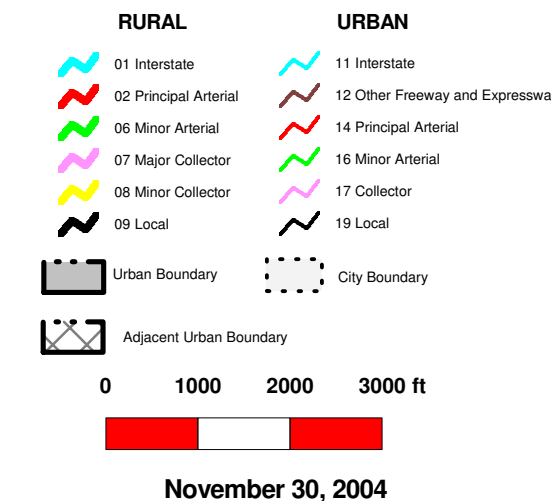 RURAL URBAN
01 Interstate 11 Interstate
02 Principal Arterial 12 Other Freeway and Expresswa
06 Minor Arterial 14 Principal Arterial
07 Major Collector 16 Minor Arterial
08 Minor Collector 17 Collector
09 Local 19 Local
Urban Boundary City Boundary
Adjacent Urban Boundary
0 1000 2000 3000 ft
November 30, 2004